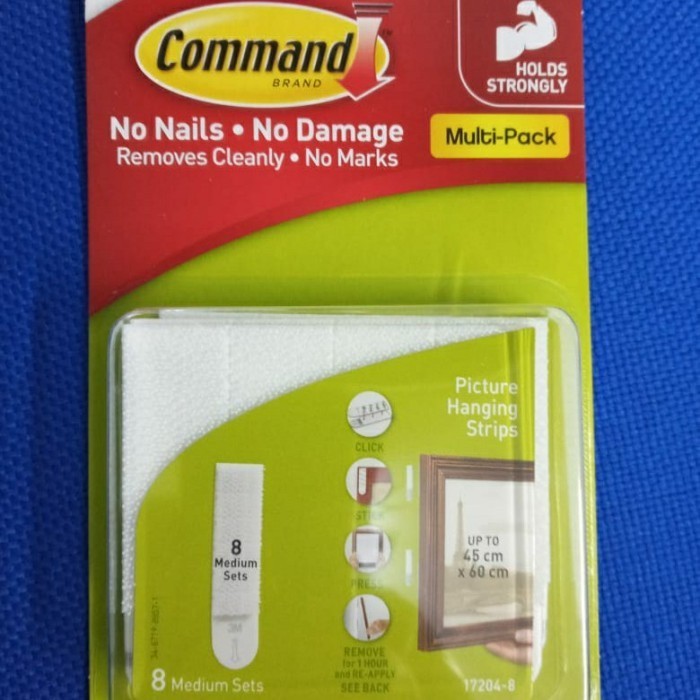 Command™
BRAND
HOLDS
STRONGLY
No Nails • No Damage
Removes Cleanly • No Marks
Multi-Pack
Picture
Hanging
Strips
CLICK
STICK
PRESS
REMOVE
for 1 HOUR
and RE-APPLY
SEE BACK
8
Medium
Sets
3M
UP TO
45 cm
x 60 cm
8 Medium Sets
17204-8